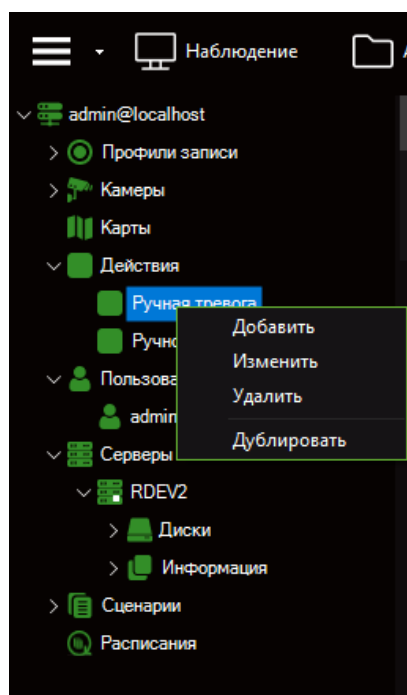 Наблюдение
admin@localhost
Профили записи
Камеры
Карты
Действия
Ручная тревога
Добавить
Изменить
Удалить
Дублировать
admin
Серверы
RDEV2
Диски
Информация
Сценарии
Расписания